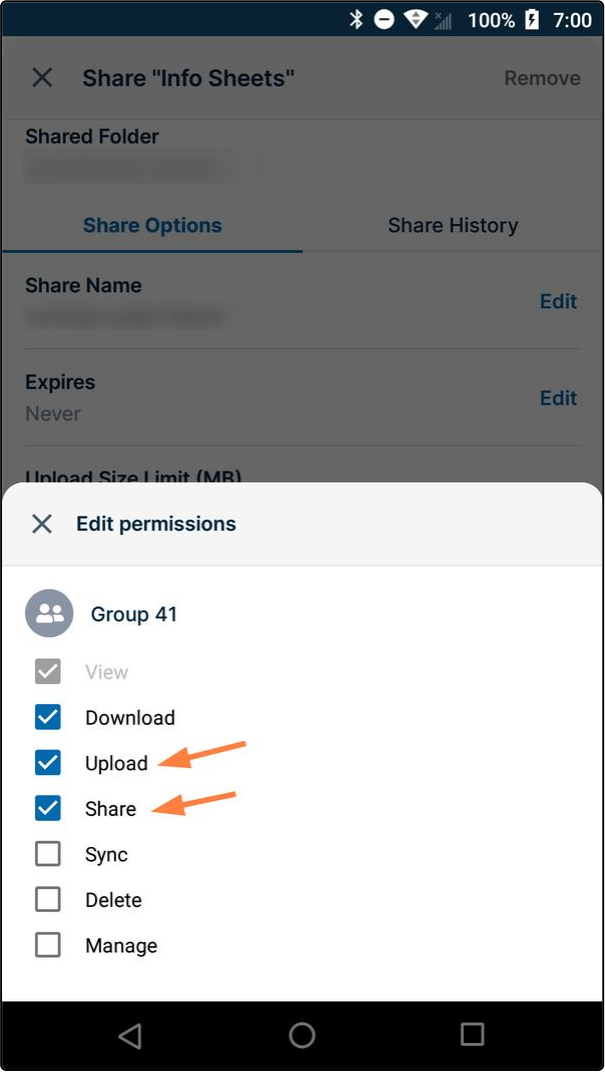 100% 7:00
Share "Info Sheets" Remove
Shared Folder
Share Options Share History
Share Name
Edit
Expires
Never
Edit
Upload Size Limit (MB)
Edit permissions
Group 41
View
Download
Upload
Share
Sync
Delete
Manage